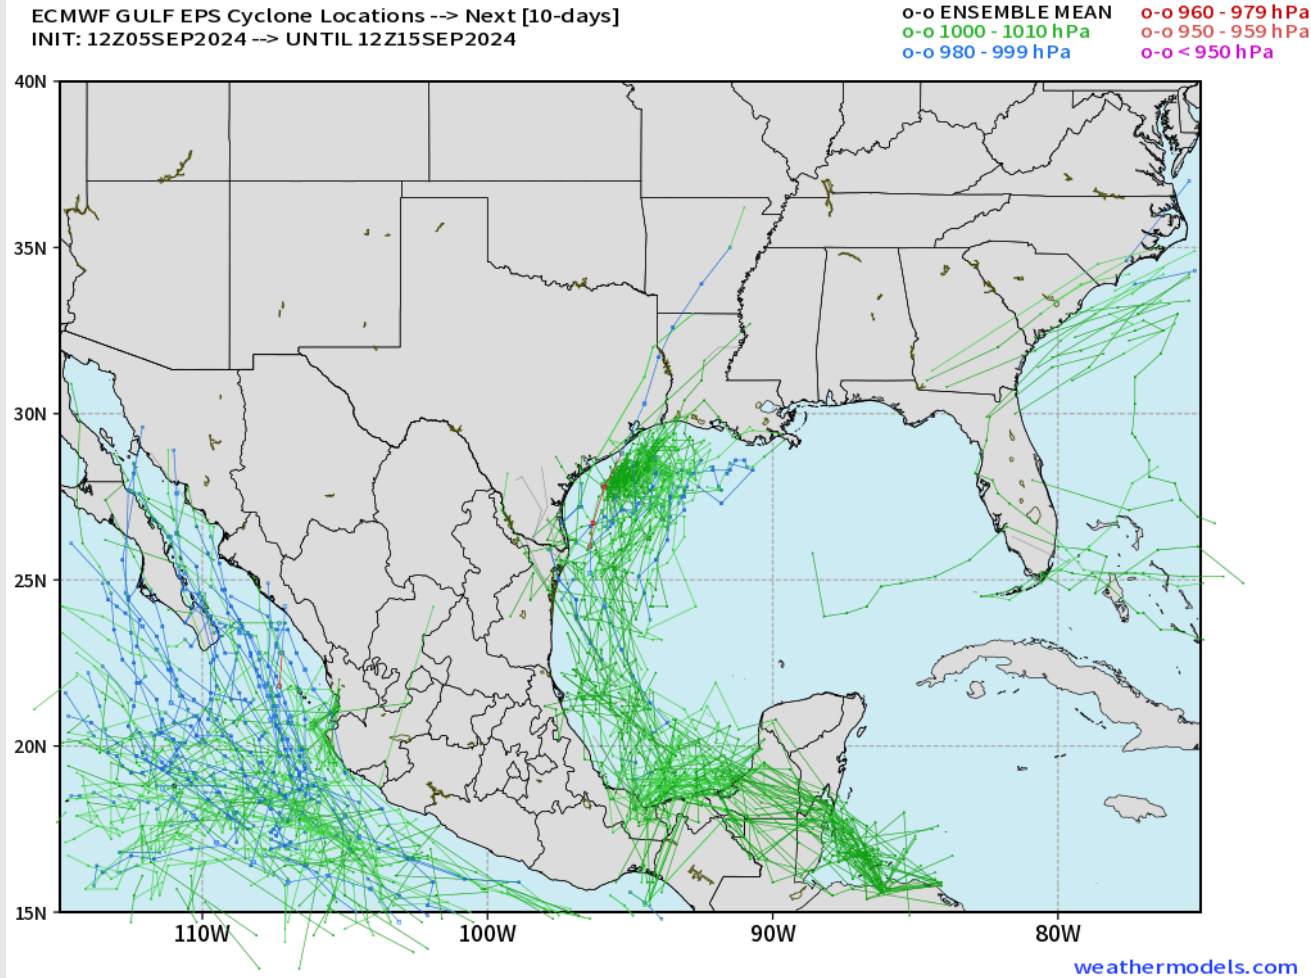 ECMWF GULF EPS Cyclone Locations --> Next [10-days]
INIT: 12Z05SEP2024 --> UNTIL 12Z15SEP2024
o-o ENSEMBLE MEAN
o-o 960 - 979 hPa
o-o 1000 - 1010 hPa
o-o 950 - 959 hPa
o-o 980 - 999 hPa
o-o < 950 hPa
40N
35N
30N
25N
20N
15N
110W
100W
90W
80W
weathermodels.com